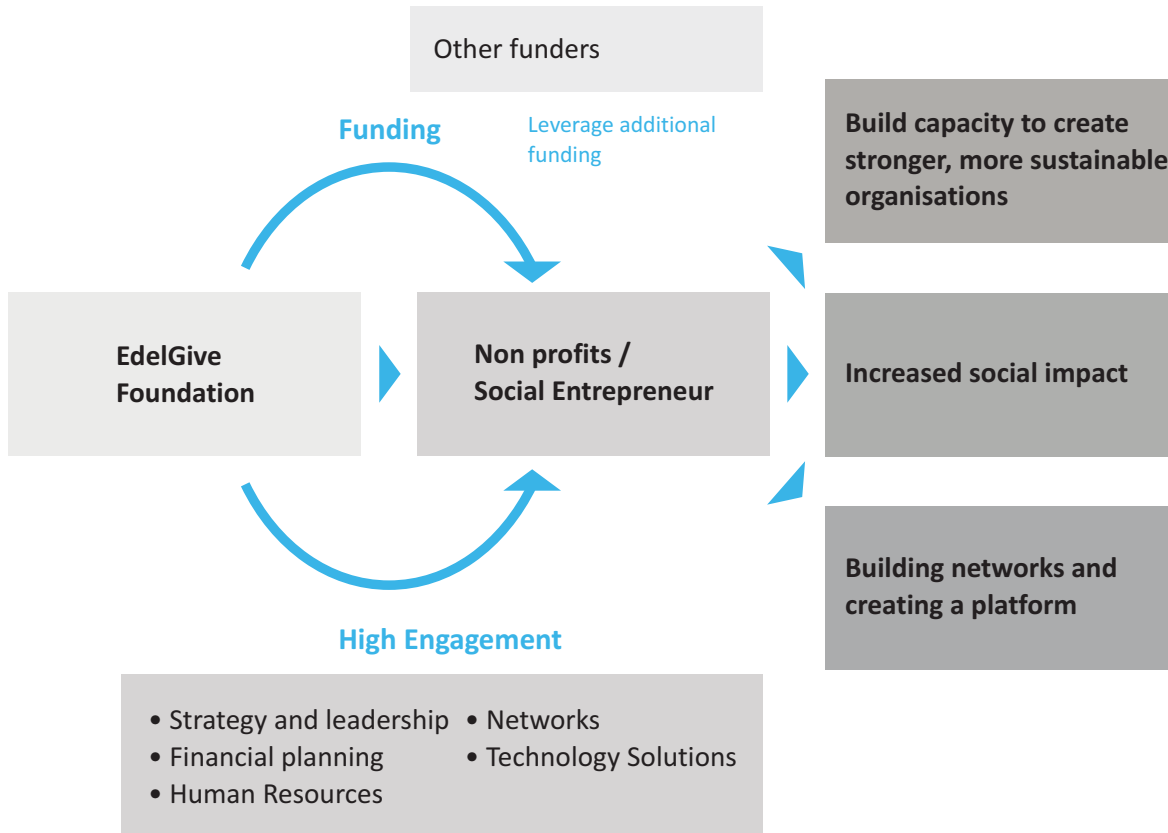 Other funders
Funding
Leverage additional
funding
Build capacity to create
stronger, more sustainable
organisations
EdelGive
Foundation
Non profits /
Social Entrepreneur
Increased social impact
Building networks and
creating a platform
High Engagement
• Strategy and leadership
• Financial planning
• Human Resources
• Networks
• Technology Solutions